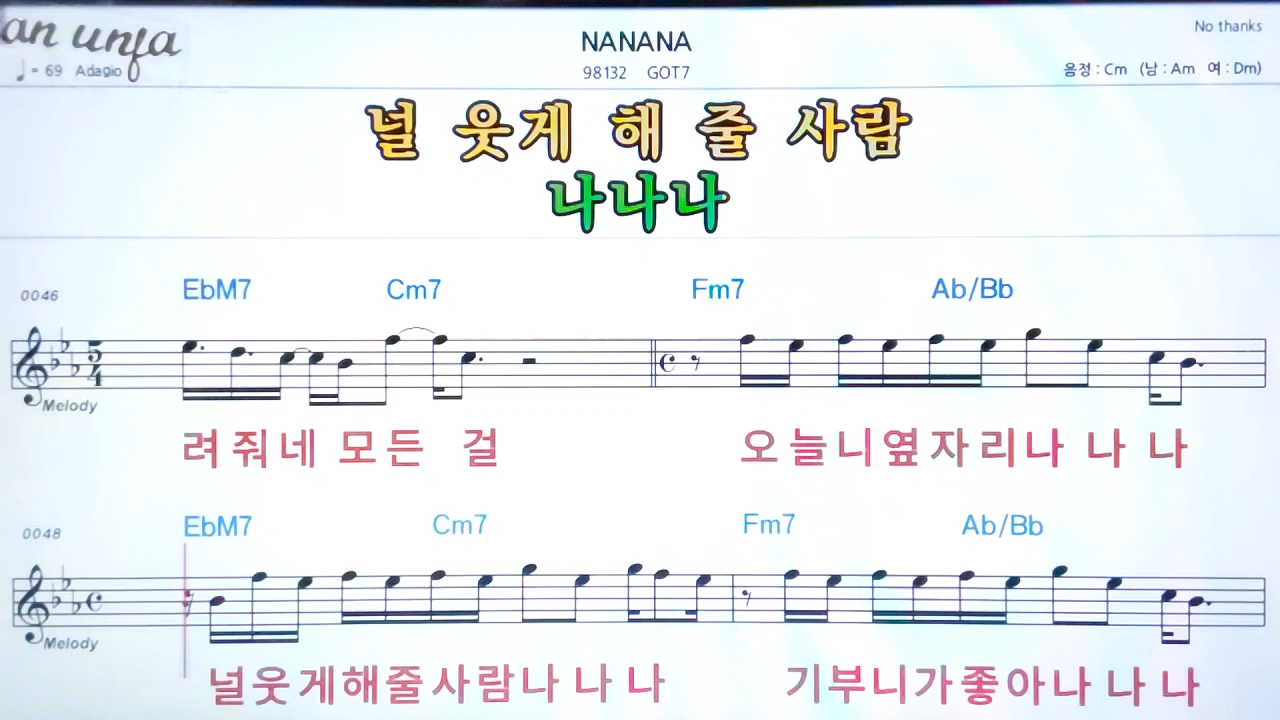 an unja
No thanks
NANANA
♩= 69 Adagio
98132 GOT7
음정 : Cm (남 : Am 여 : Dm)
널 웃게 해 줄 사람
나나나
0046 EbM7 Cm7 Fm7 Ab/Bb
5
4
Melody
려 줘 네 모 든 걸 오 늘 니 옆 자 리 나 나 나
0048 EbM7 Cm7 Fm7 Ab/Bb
Melody
널 웃 게 해 줄 사 람 나 나 나 기 부 니 가 좋 아 나 나 나